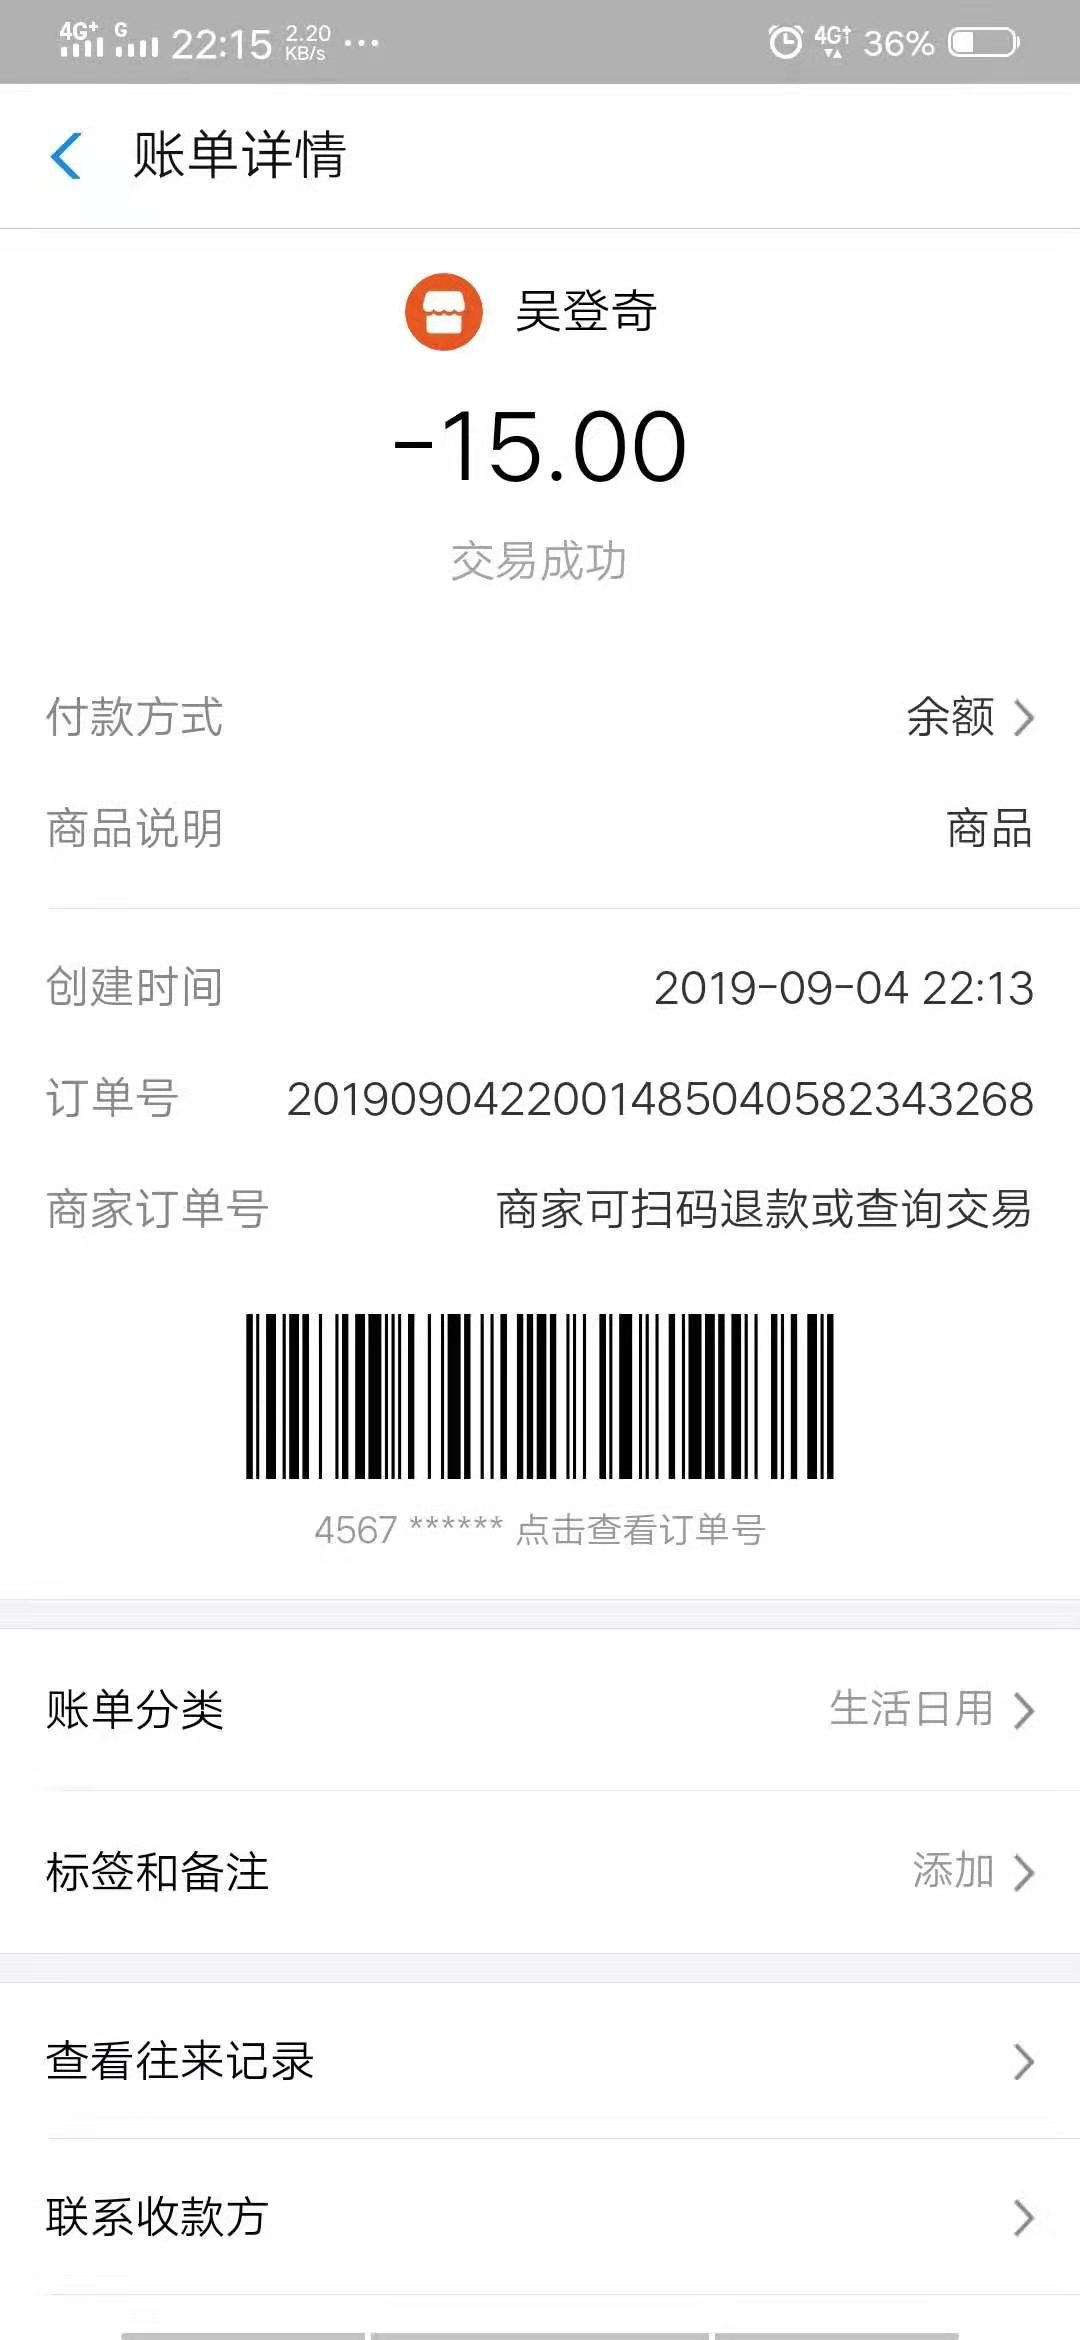 4G+ G 22:15 2.20 KB/s ... 4G 36%
账单详情
吴登奇
-15.00
交易成功
付款方式 余额
商品说明 商品
创建时间 2019-09-04 22:13
订单号 2019090422001485040582343268
商家订单号 商家可扫码退款或查询交易
4567 ****** 点击查看订单号
账单分类 生活日用
标签和备注 添加
查看往来记录
联系收款方